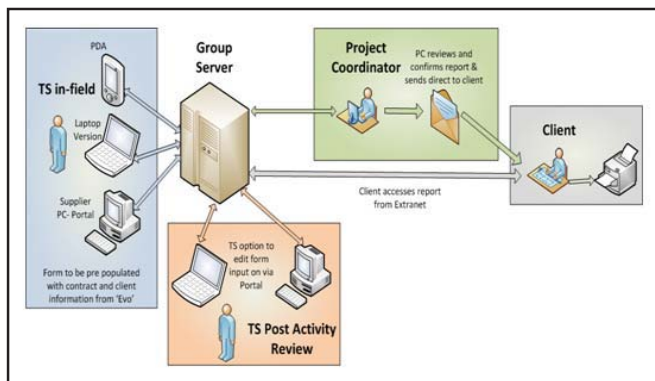 PDA
TS in-field
Laptop
Version
Supplier
PC- Portal
Form to be pre populated
with contract and client
information from 'Evo'
Group
Server
Project
Coordinator
PC reviews and
confirms report &
sends direct to
client
Client
Client accesses report
from Extranet
TS option to
edit form
input on via
Portal
TS Post Activity
Review